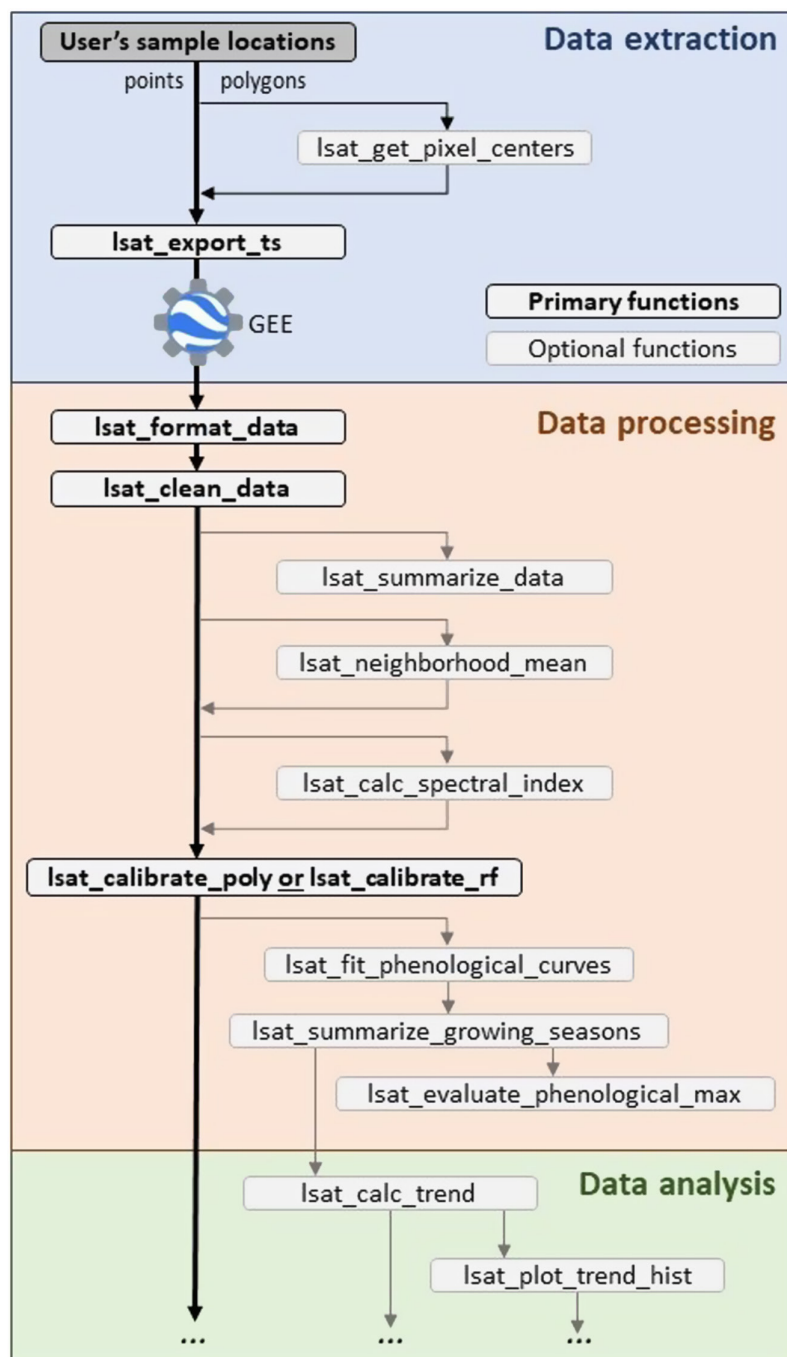 User's sample locations
Data extraction
points polygons
lsat_get_pixel_centers
lsat_export_ts
Primary functions
GEE
Optional functions
lsat_format_data
Data processing
lsat_clean_data
lsat_summarize_data
lsat_neighborhood_mean
lsat_calc_spectral_index
lsat_calibrate_poly or lsat_calibrate_rf
lsat_fit_phenological_curves
lsat_summarize_growing_seasons
lsat_evaluate_phenological_max
Data analysis
lsat_calc_trend
lsat_plot_trend_hist
... ... ...